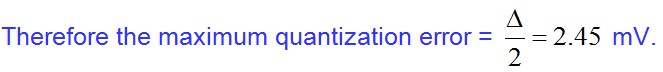 Therefore the maximum quantization error = Δ/2 = 2.45 mV.